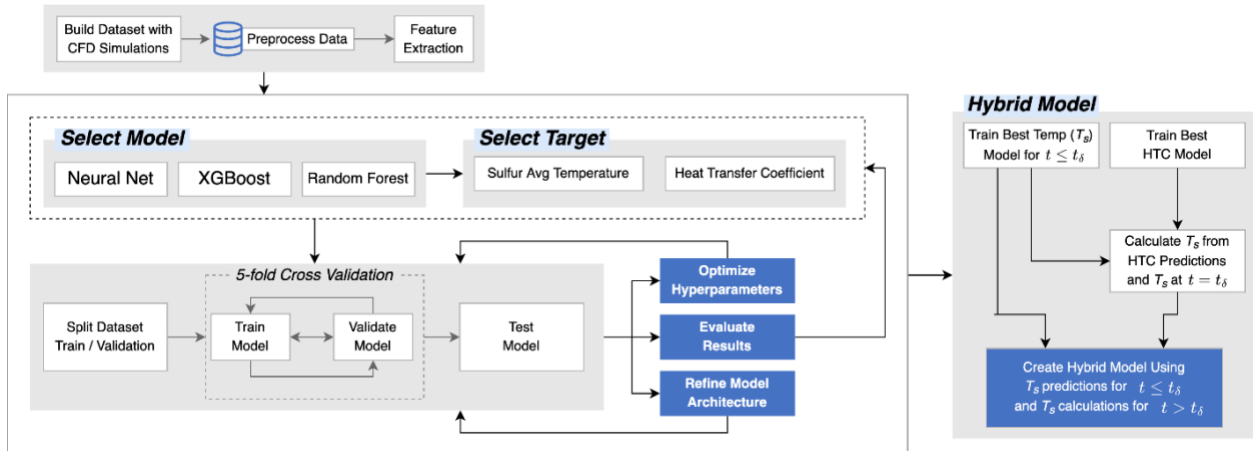 Build Dataset with
CFD Simulations
Preprocess Data
Feature
Extraction
Select Model
Neural Net
XGBoost
Random Forest
Select Target
Sulfur Avg Temperature
Heat Transfer Coefficient
5-fold Cross Validation
Split Dataset
Train / Validation
Train
Model
Validate
Model
Test
Model
Optimize
Hyperparameters
Evaluate
Results
Refine Model
Architecture
Hybrid Model
Train Best Temp (Tₛ)
Model for t ≤ t_δ
Train Best
HTC Model
Calculate Tₛ from
HTC Predictions
and Tₛ at t = t_δ
Create Hybrid Model Using
Tₛ predictions for t ≤ t_δ
and Tₛ calculations for t > t_δ